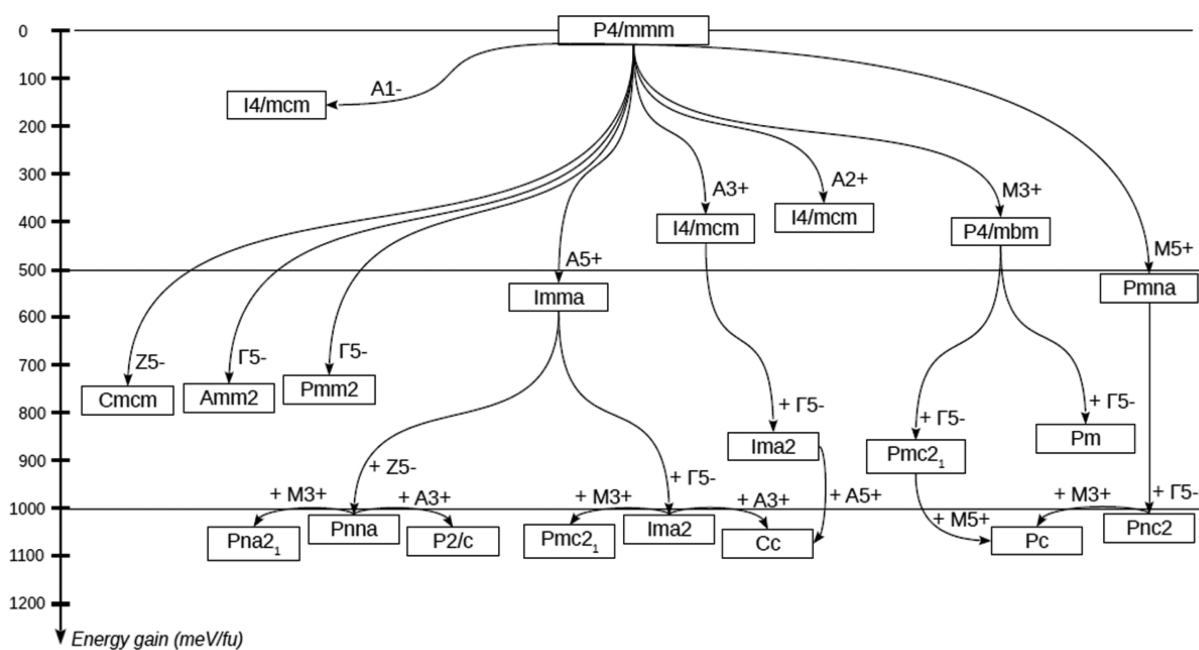 0
P4/mmm
100
A1-
I4/mcm
200
300
A3+
A2+
M3+
400
I4/mcm
I4/mcm
P4/mbm
500
A5+
M5+
Imma
Pmna
600
700
Z5-
Γ5-
Γ5-
Cmcm
Amm2
Pmm2
800
+ Γ5-
+ Γ5-
+ Γ5-
Ima2
Pmc2₁
Pm
900
+ Z5-
+ Γ5-
+ A5+
+ M3+
+ A3+
+ M3+
+ A3+
+ M3+
+ Γ5-
1000
+ M5+
Pna2₁
Pnna
P2/c
Pmc2₁
Ima2
Cc
Pc
Pnc2
1100
1200
Energy gain (meV/fu)